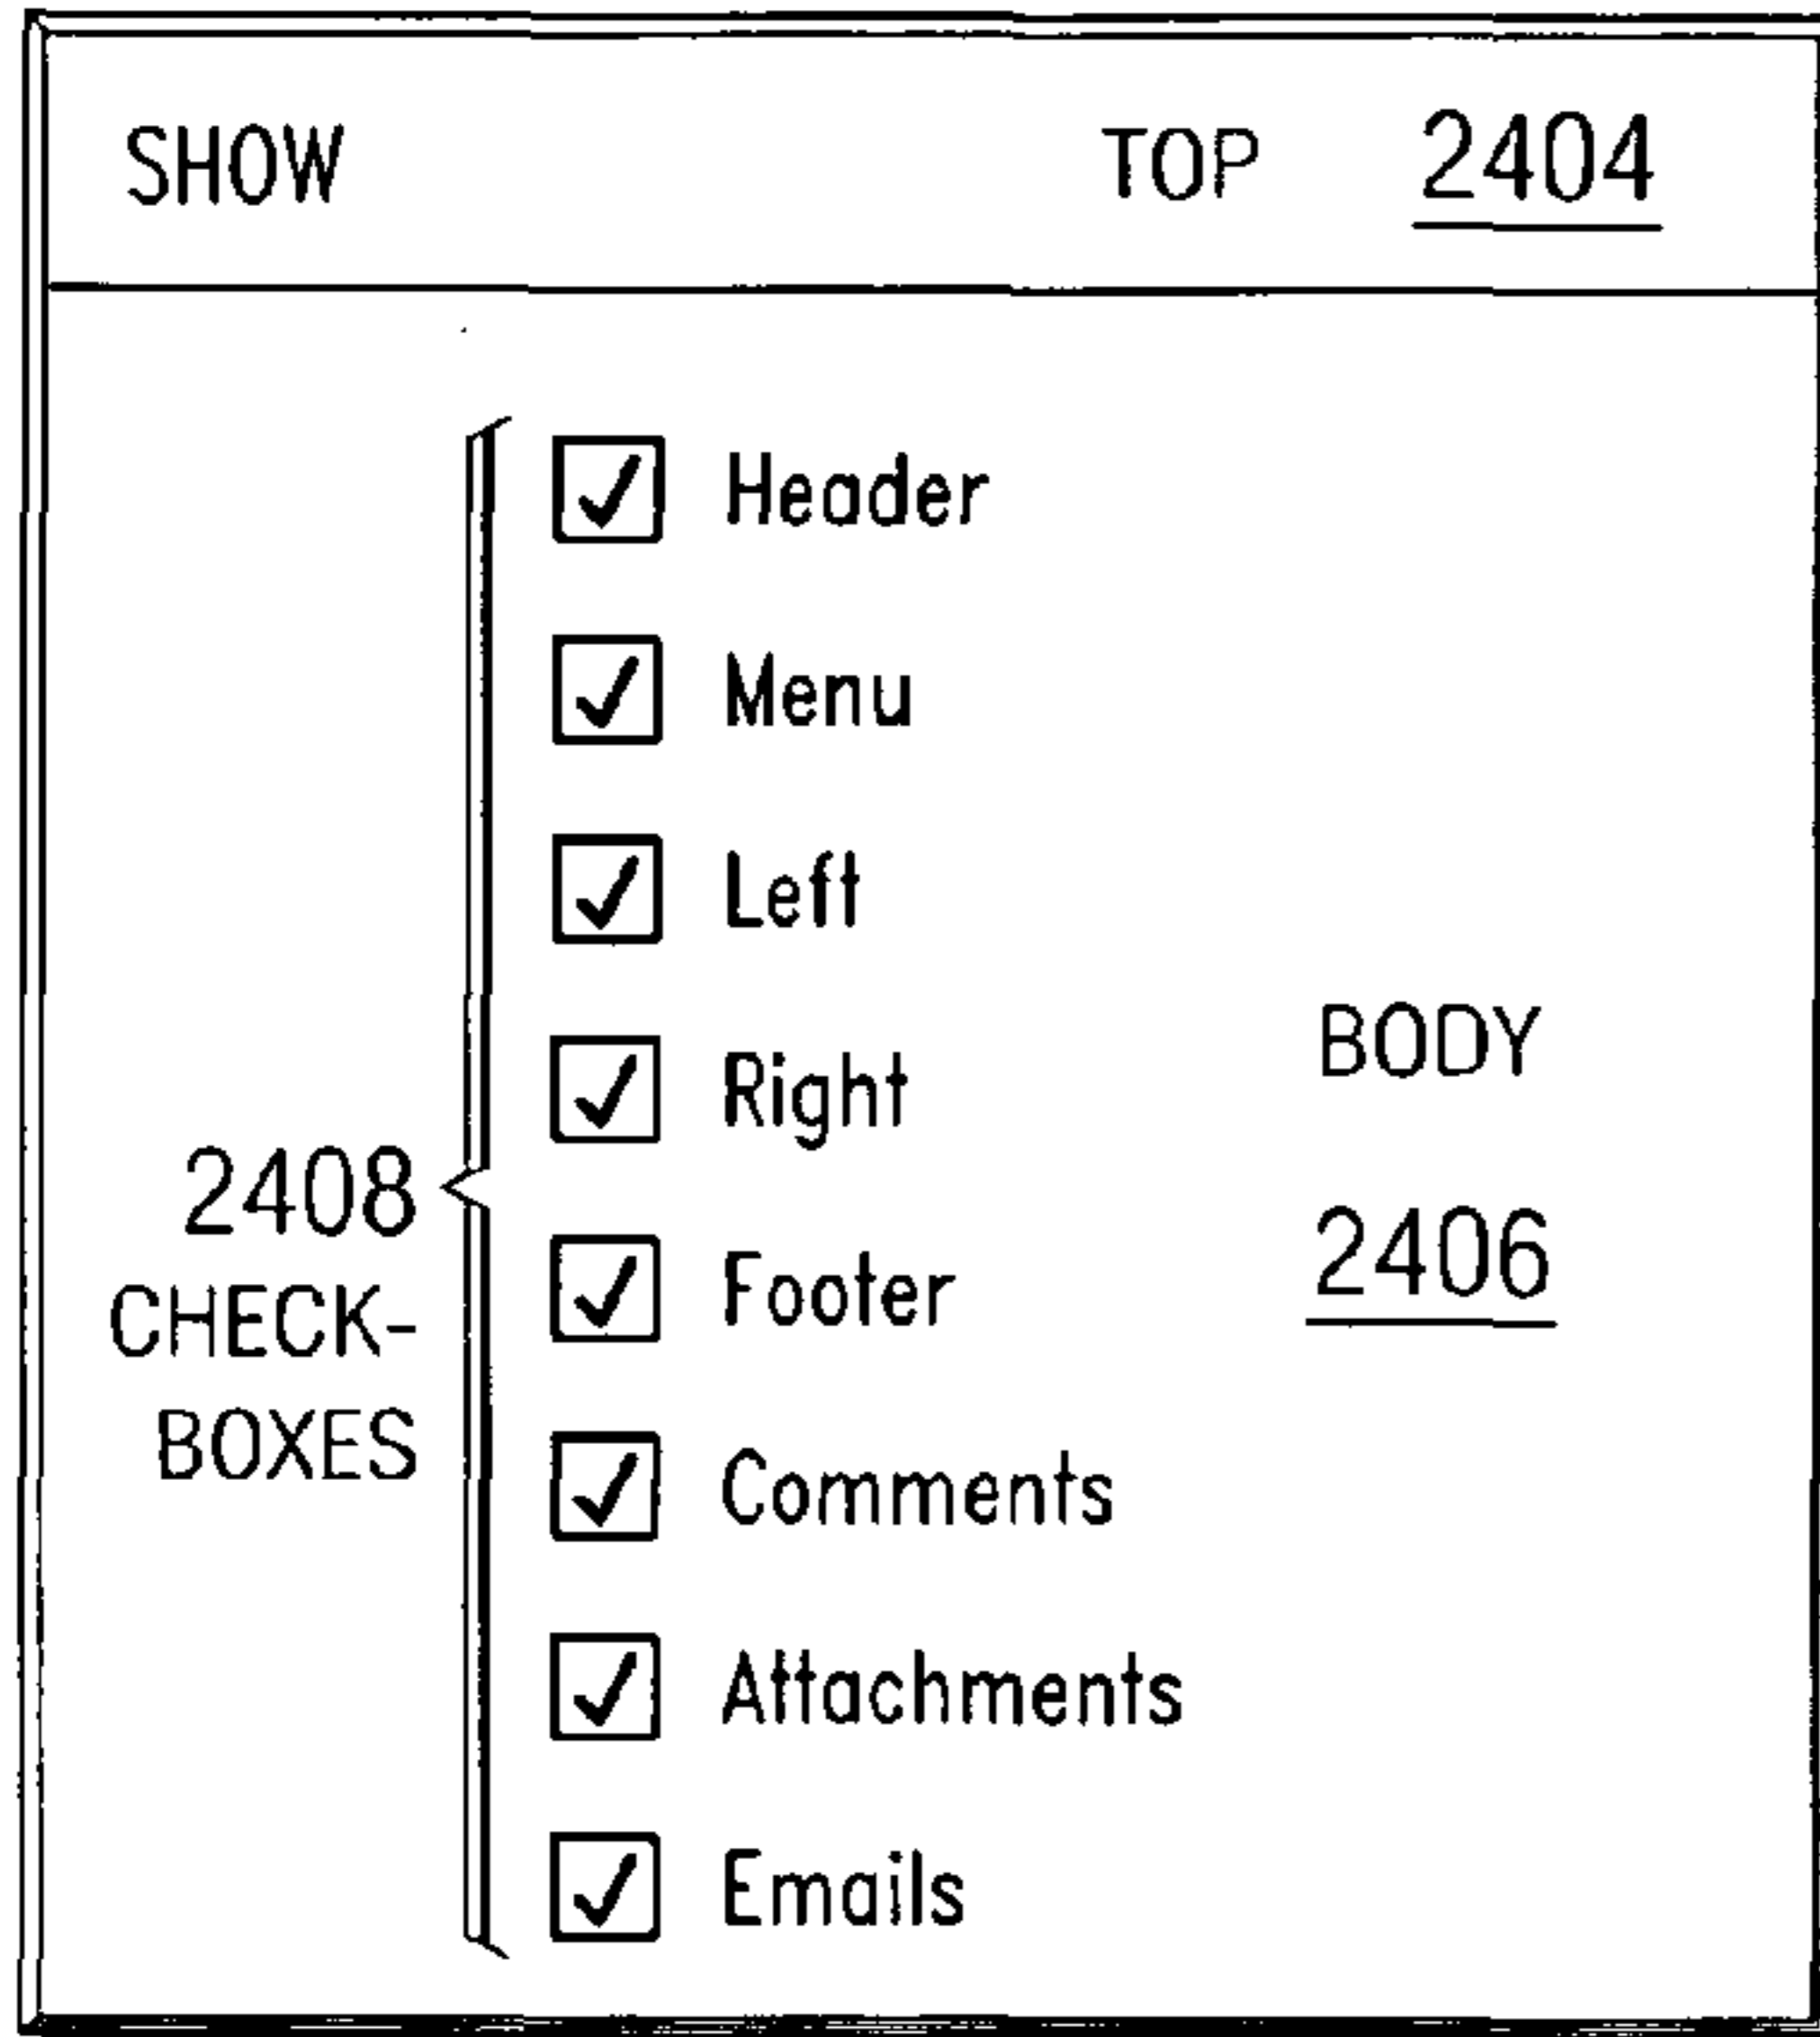 SHOW TOP 2404
Header
Menu
Left
Right
Footer
Comments
Attachments
Emails
2408
CHECK-
BOXES
BODY
2406